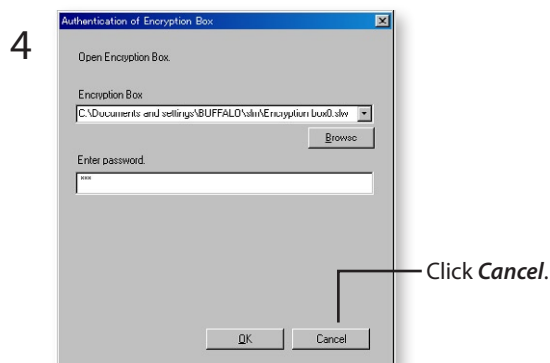 4
Authentication of Encryption Box
Open Encryption Box.
Encryption Box
C:\Documents and settings\BUFFALO\slm\Encryption box0.slw
Browse
Enter password.
***
Click Cancel.
OK Cancel